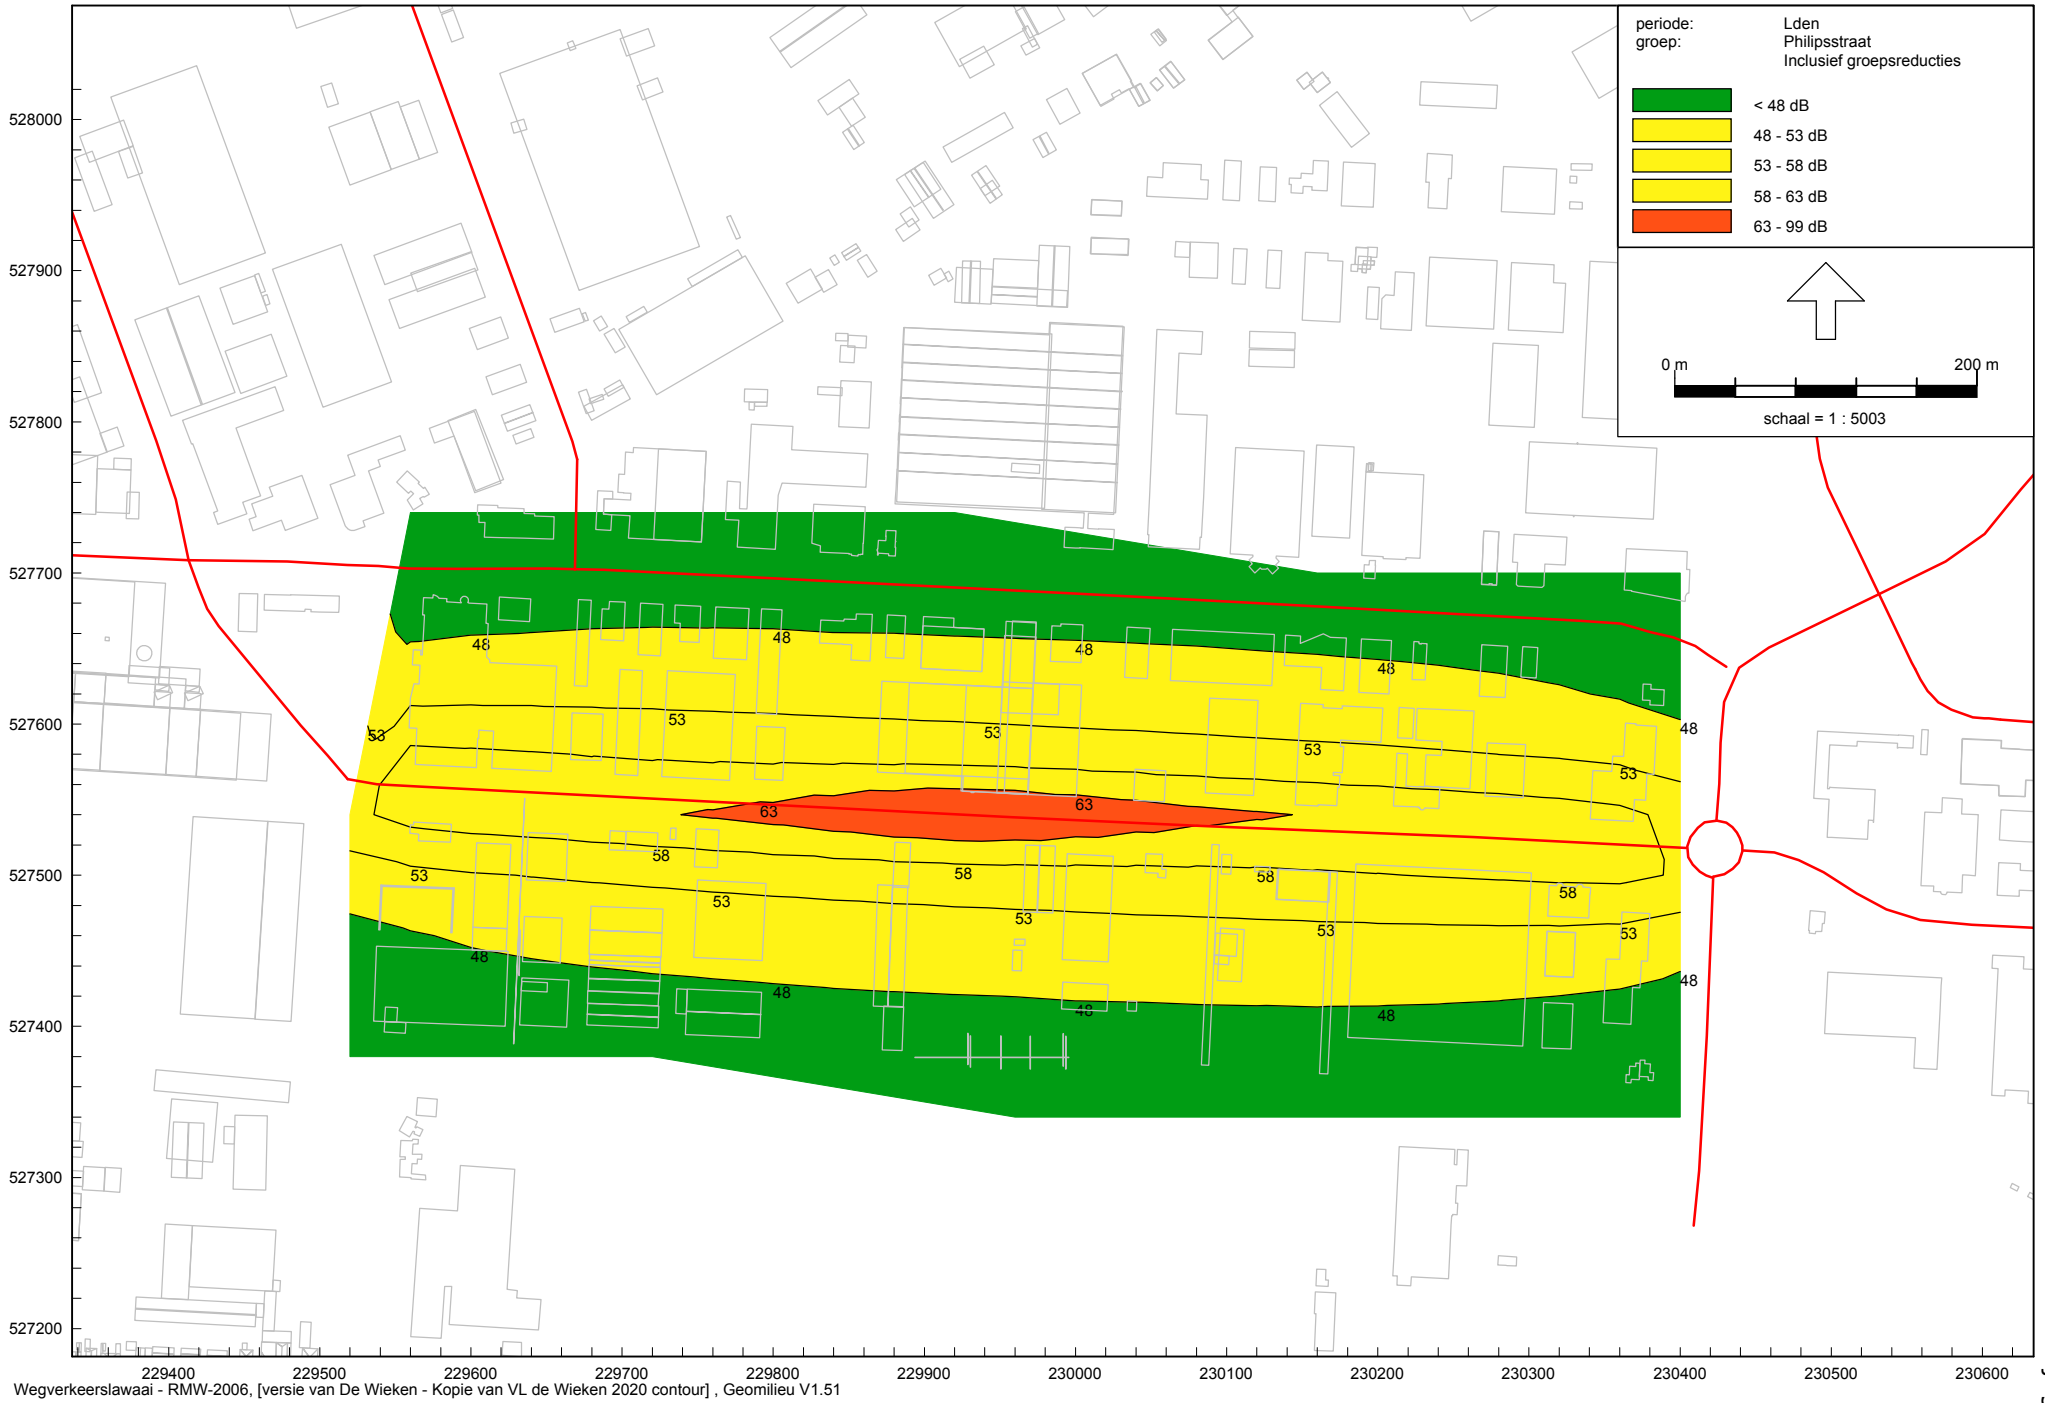 periode: Lden
groep: Philipsstraat
Inclusief groepsreducties
< 48 dB
48 - 53 dB
53 - 58 dB
58 - 63 dB
63 - 99 dB
0 m 200 m
schaal = 1 : 5003
528000
527900
527800
527700
527600
527500
527400
527300
527200
48 48 48 48 48
53 53 53 53 53
63 63
58 58 58 58
53 53 53 53 53
48 48 48 48 48
229400 229500 229600 229700 229800 229900 230000 230100 230200 230300 230400 230500 230600
Wegverkeerslawaai - RMW-2006, [versie van De Wieken - Kopie van VL de Wieken 2020 contour] , Geomilieu V1.51